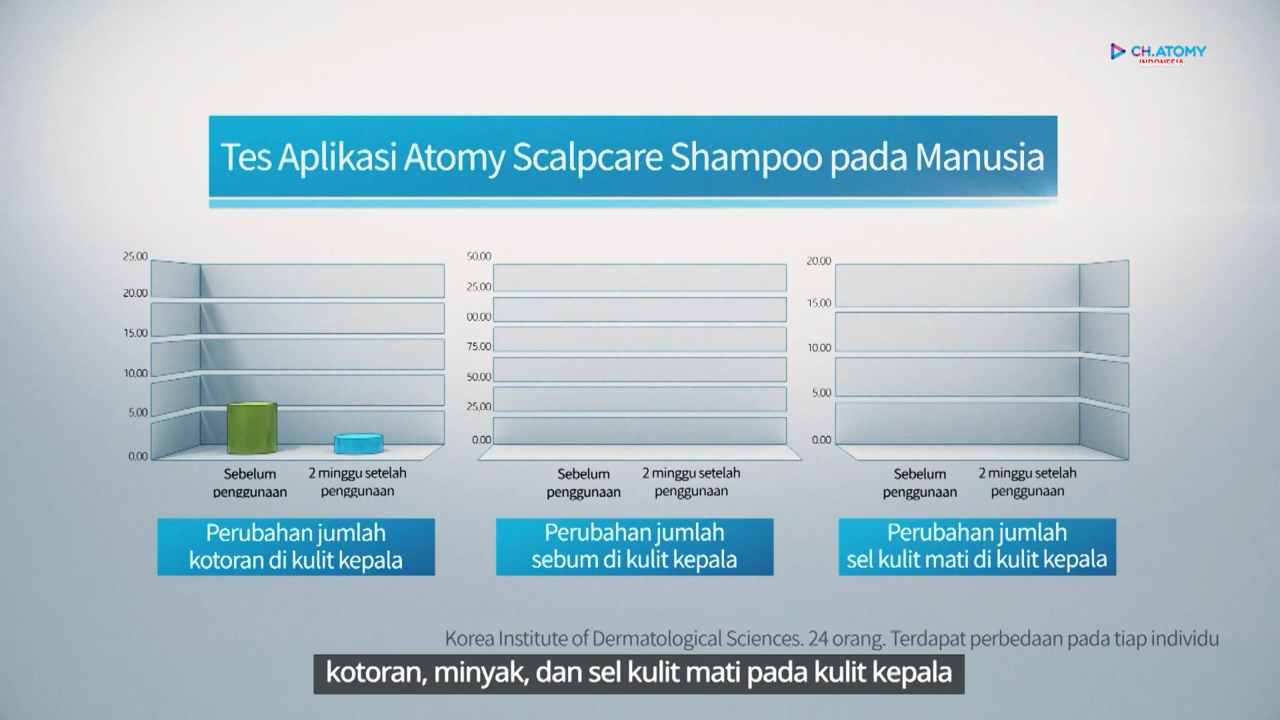 CH.ATOMY
INDONESIA
Tes Aplikasi Atomy Scalpcare Shampoo pada Manusia
25.00
20.00
15.00
10.00
5.00
0.00
Sebelum
penggunaan
2 minggu setelah
penggunaan
Perubahan jumlah
kotoran di kulit kepala
50.00
25.00
00.00
75.00
50.00
25.00
0.00
Sebelum
penggunaan
2 minggu setelah
penggunaan
Perubahan jumlah
sebum di kulit kepala
20.00
15.00
10.00
5.00
0.00
Sebelum
penggunaan
2 minggu setelah
penggunaan
Perubahan jumlah
sel kulit mati di kulit kepala
Korea Institute of Dermatological Sciences. 24 orang. Terdapat perbedaan pada tiap individu
kotoran, minyak, dan sel kulit mati pada kulit kepala